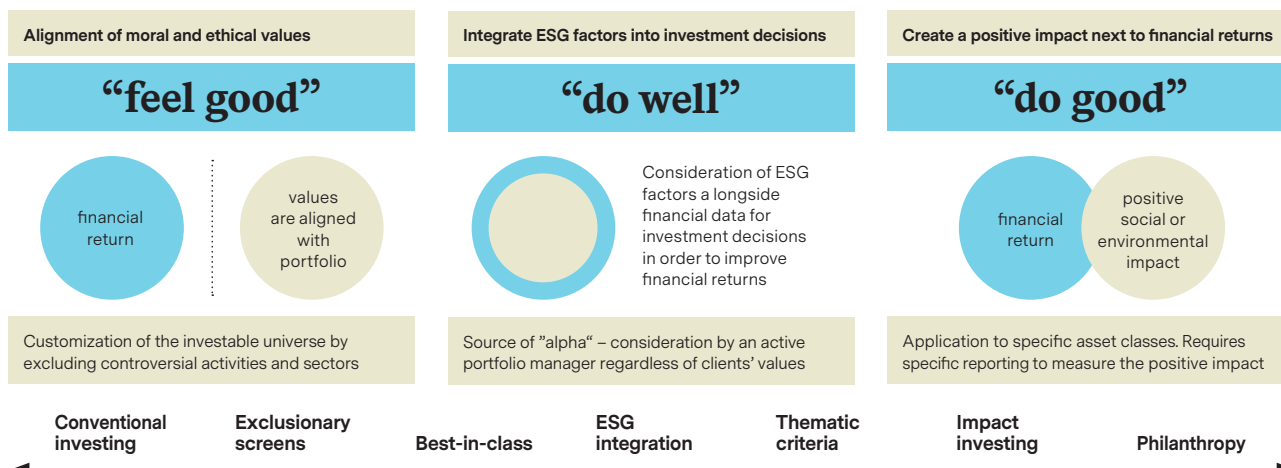 Alignment of moral and ethical values
“feel good”
financial
return
values
are aligned
with
portfolio
Customization of the investable universe by
excluding controversial activities and sectors
Integrate ESG factors into investment decisions
“do well”
Consideration of ESG
factors a longside
financial data for
investment decisions
in order to improve
financial returns
Source of ”alpha“ – consideration by an active
portfolio manager regardless of clients’ values
Create a positive impact next to financial returns
“do good”
financial
return
positive
social or
environmental
impact
Application to specific asset classes. Requires
specific reporting to measure the positive impact
Conventional
investing
Exclusionary
screens
Best-in-class
ESG
integration
Thematic
criteria
Impact
investing
Philanthropy